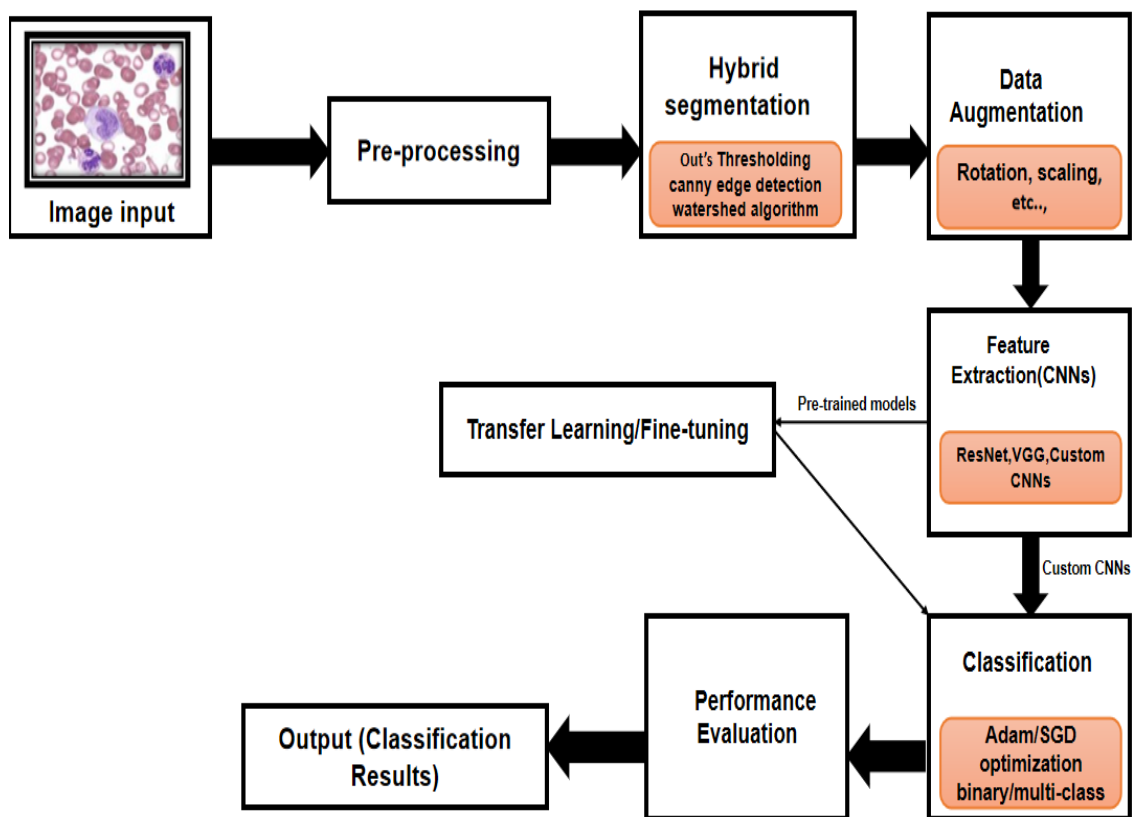 Image input
Pre-processing
Hybrid
segmentation
Out's Thresholding
canny edge detection
watershed algorithm
Data
Augmentation
Rotation, scaling,
etc..,
Feature
Extraction(CNNs)
ResNet,VGG,Custom
CNNs
Pre-trained models
Transfer Learning/Fine-tuning
Custom CNNs
Classification
Adam/SGD
optimization
binary/multi-class
Performance
Evaluation
Output (Classification
Results)